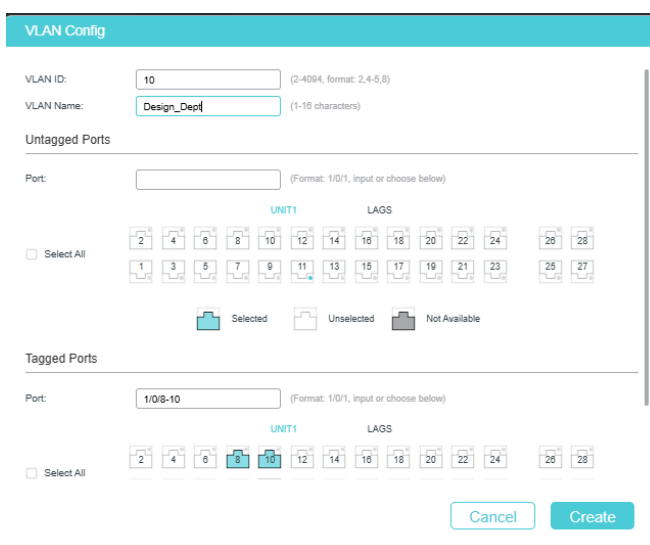 VLAN Config
VLAN ID: 10 (2-4094, format: 2,4-5,8)
VLAN Name: Design_Dept (1-16 characters)
Untagged Ports
Port: (Format: 1/0/1, input or choose below)
UNIT1 LAGS
2 4 6 8 10 12 14 16 18 20 22 24 26 28
Select All
1 3 5 7 9 11 13 15 17 19 21 23 25 27
Selected Unselected Not Available
Tagged Ports
Port: 1/0/8-10 (Format: 1/0/1, input or choose below)
UNIT1 LAGS
2 4 6 8 10 12 14 16 18 20 22 24 26 28
Select All
Cancel Create